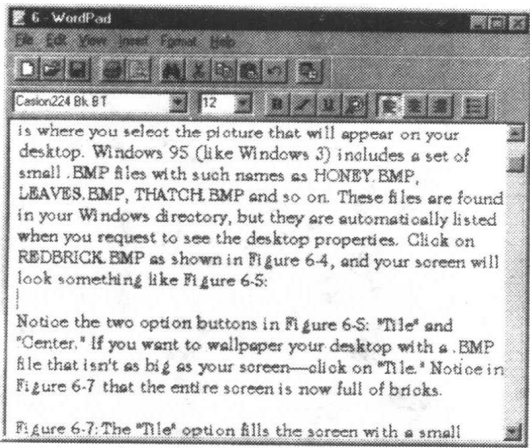 6 - WordPad
File Edit View Insert Format Help
Caslon224 Bk BT 12 B U
is where you select the picture that will appear on your
desktop. Windows 95 (like Windows 3) includes a set of
small .BMP files with such names as HONEY.BMP,
LEAVES.BMP, THATCH.BMP and so on. These files are found
in your Windows directory, but they are automatically listed
when you request to see the desktop properties. Click on
REDBRICK.BMP as shown in Figure 6-4, and your screen will
look something like Figure 6-5:
Notice the two option buttons in Figure 6-5: "Tile" and
"Center." If you want to wallpaper your desktop with a .BMP
file that isn't as big as your screen—click on "Tile." Notice in
Figure 6-7 that the entire screen is now full of bricks.
Figure 6-7: The "Tile" option fills the screen with a small